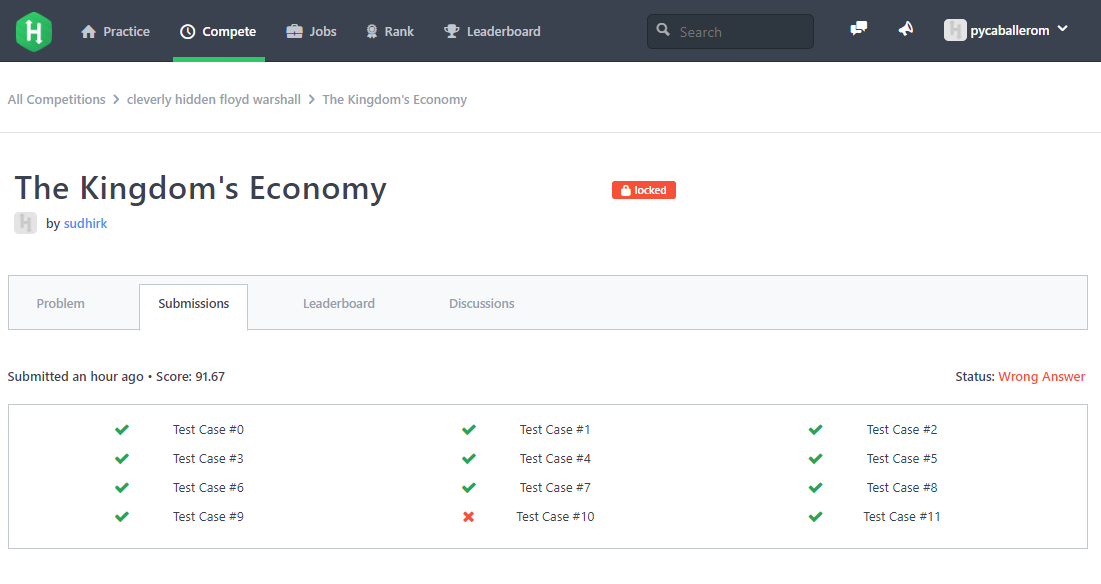 Practice Compete Jobs Rank Leaderboard Search pycaballerom
All Competitions > cleverly hidden floyd warshall > The Kingdom's Economy
The Kingdom's Economy locked
by sudhirk
Problem Submissions Leaderboard Discussions
Submitted an hour ago • Score: 91.67 Status: Wrong Answer
Test Case #0 Test Case #1 Test Case #2
Test Case #3 Test Case #4 Test Case #5
Test Case #6 Test Case #7 Test Case #8
Test Case #9 Test Case #10 Test Case #11